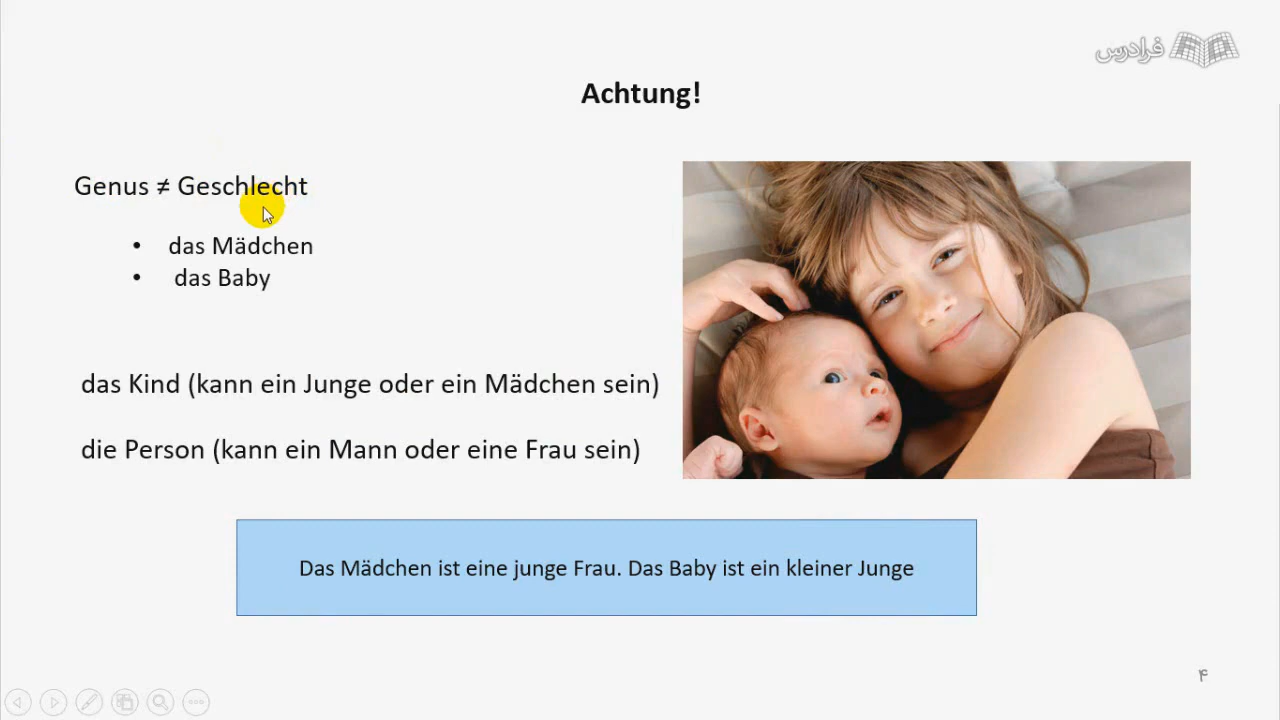 فرادرس
Achtung!
Genus ≠ Geschlecht
• das Mädchen
• das Baby
das Kind (kann ein Junge oder ein Mädchen sein)
die Person (kann ein Mann oder eine Frau sein)
Das Mädchen ist eine junge Frau. Das Baby ist ein kleiner Junge
۴